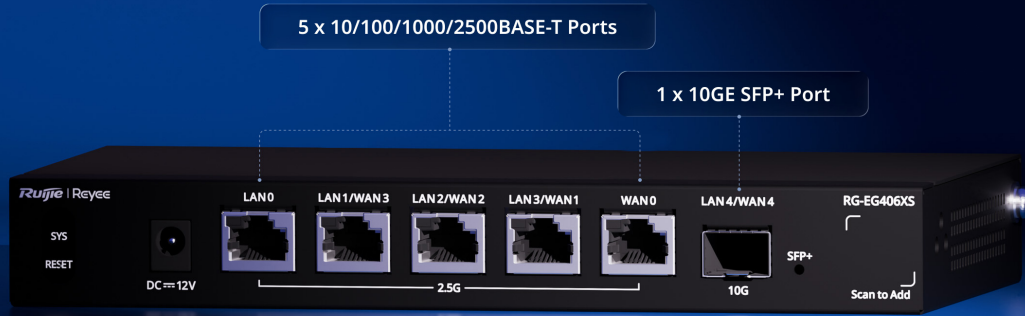 5 x 10/100/1000/2500BASE-T Ports
1 x 10GE SFP+ Port
Ruijie | Reyee
LAN0 LAN1/WAN3 LAN2/WAN2 LAN3/WAN1 WAN0 LAN4/WAN4 RG-EG406XS
SYS
RESET
SFP+
DC⎓12V
2.5G
10G
Scan to Add